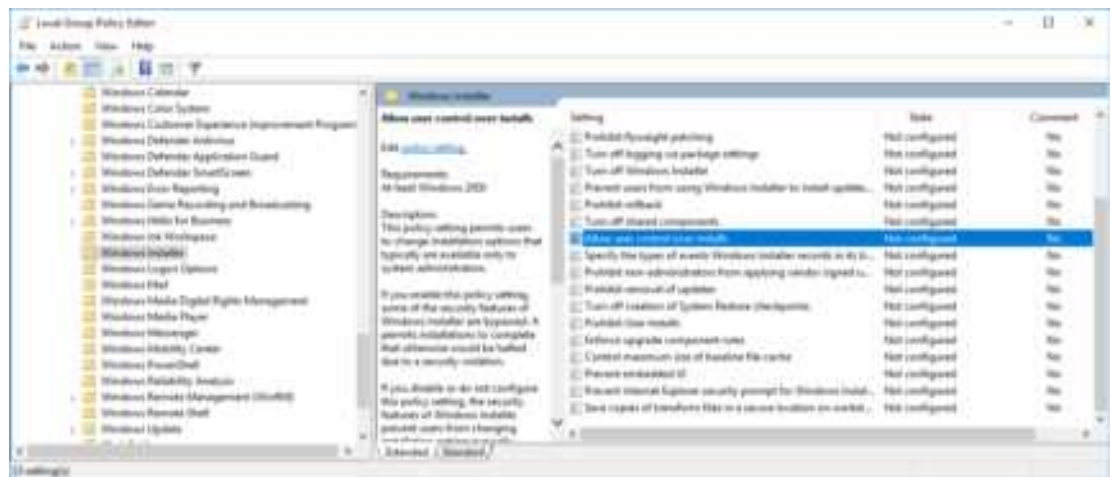 Local Group Policy Editor
File Action View Help
Windows Calendar
Windows Color System
Windows Customer Experience Improvement Program
Windows Defender Antivirus
Windows Defender Application Guard
Windows Defender SmartScreen
Windows Error Reporting
Windows Game Recording and Broadcasting
Windows Hello for Business
Windows Ink Workspace
Windows Installer
Windows Logon Options
Windows Mail
Windows Media Digital Rights Management
Windows Media Player
Windows Messenger
Windows Mobility Center
Windows PowerShell
Windows Reliability Analysis
Windows Remote Management (WinRM)
Windows Remote Shell
Windows Update
Windows Installer
Allow user control over installs
Edit policy setting
Requirements:
At least Windows 2000
Description:
This policy setting permits users
to change installation options that
typically are available only to
system administrators.
If you enable this policy setting,
some of the security features of
Windows Installer are bypassed. It
permits installations to complete
that otherwise would be halted
due to a security violation.
If you disable or do not configure
this policy setting, the security
features of Windows Installer
prevent users from changing
Setting State Comment
Prohibit flyweight patching Not configured No
Turn off logging via package settings Not configured No
Turn off Windows Installer Not configured No
Prevent users from using Windows Installer to install update... Not configured No
Prohibit rollback Not configured No
Turn off shared components Not configured No
Allow user control over installs Not configured No
Specify the types of events Windows Installer records in its t... Not configured No
Prohibit non-administrators from applying vendor signed u... Not configured No
Prohibit removal of updates Not configured No
Turn off creation of System Restore checkpoints Not configured No
Prohibit User Installs Not configured No
Enforce upgrade component rules Not configured No
Control maximum size of baseline file cache Not configured No
Prevent embedded UI Not configured No
Prevent Internet Explorer security prompt for Windows Instal... Not configured No
Save copies of transform files in a secure location on workst... Not configured No
Extended Standard
setting(s)